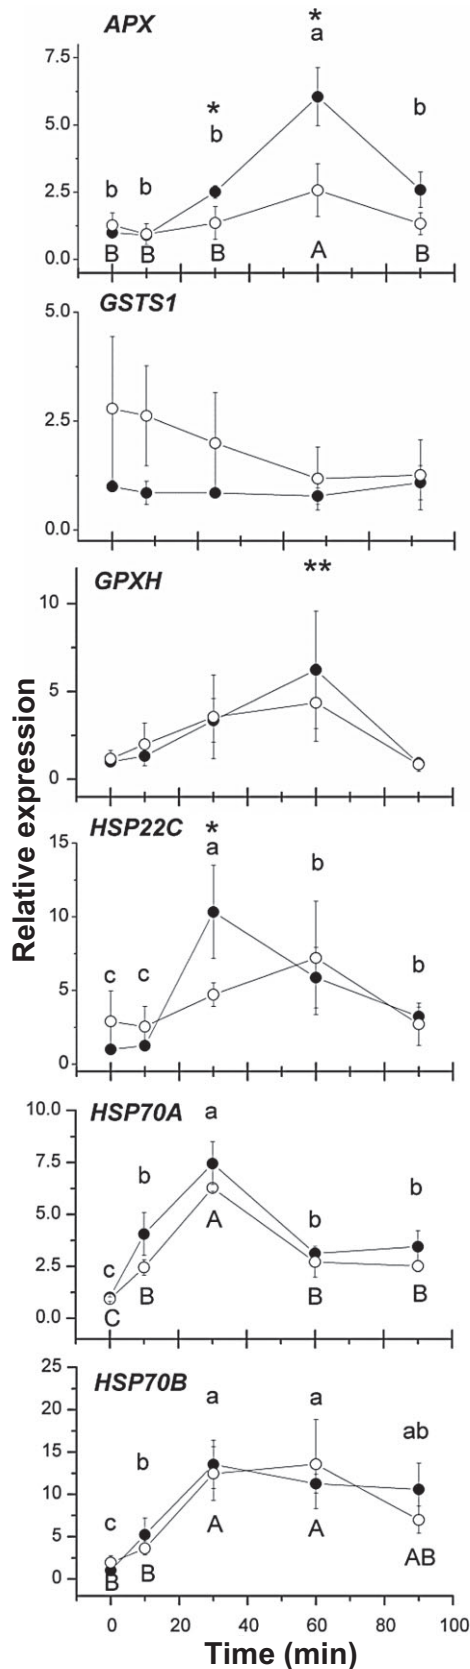 APX
*
a
7.5
*
b
b
5.0
b
b
2.5
0.0
B
B
B
A
B
GSTS1
5.0
2.5
0.0
GPXH
**
10
5
0
Relative expression
HSP22C
*
a
b
15
10
c
c
b
5
0
HSP70A
a
10.0
b
b
7.5
5.0
A
b
2.5
c
B
B
B
0.0
C
HSP70B
a
a
25
20
b
ab
15
10
c
A
A
5
B
AB
0
B
0
20
40
60
80
100
Time (min)